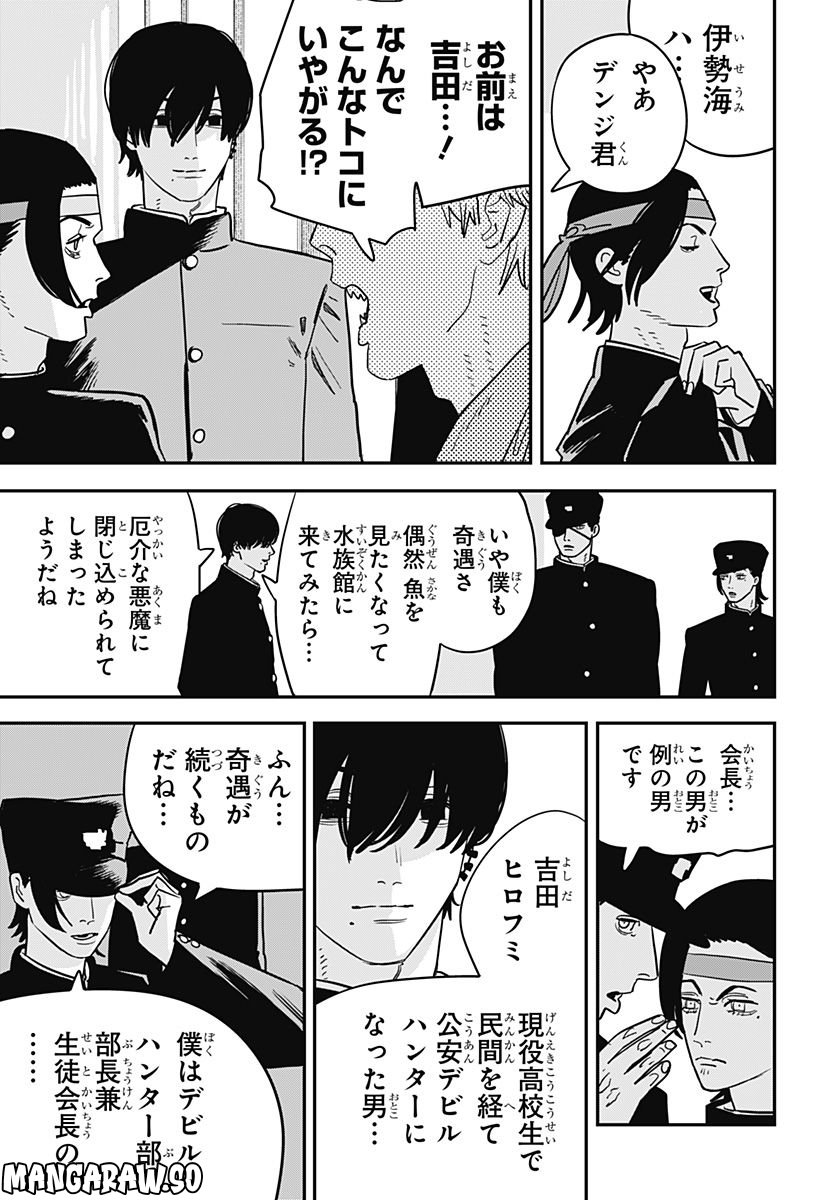 伊勢海
ハ…
やあ
デンジ君
お前は
吉田…！
なんで
こんなトコに
いやがる!?
いや僕も
奇遇さ
偶然 魚を
見たくなって
水族館に
来てみたら…
厄介な悪魔に
閉じ込められて
しまった
ようだね
会長…
この男が
例の男
です
吉田
ヒロフミ
現役高校生で
民間を経て
公安デビル
ハンターに
なった男…
ふん…
奇遇が
続くもの
だね…
僕はデビル
ハンター部
部長兼
生徒会長の
……
MANGARAW.SO